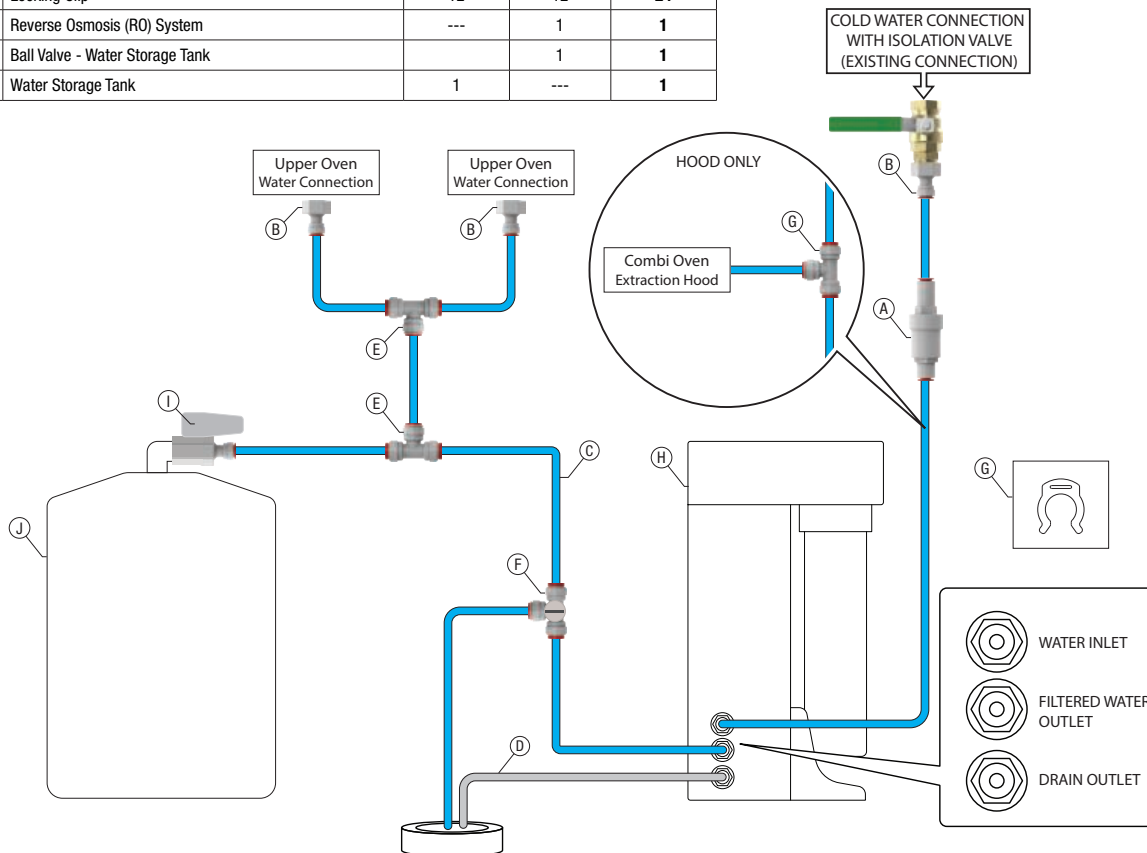 Reverse Osmosis (RO) System --- 1 1
Ball Valve - Water Storage Tank 1 1
Water Storage Tank 1 --- 1
COLD WATER CONNECTION
WITH ISOLATION VALVE
(EXISTING CONNECTION)
Upper Oven
Water Connection
Upper Oven
Water Connection
HOOD ONLY
B
B
B
G
Combi Oven
Extraction Hood
A
E
I
E
C
H
G
J
F
WATER INLET
FILTERED WATER
OUTLET
D
DRAIN OUTLET